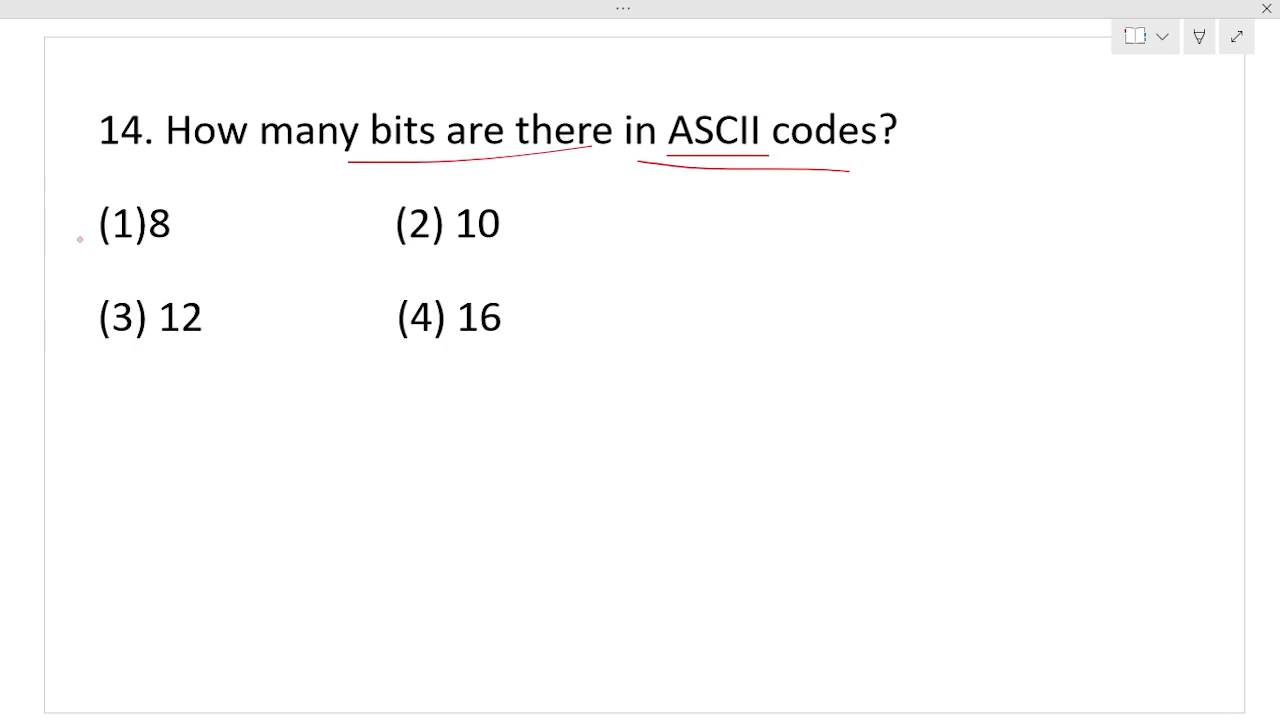 14. How many bits are there in ASCII codes?
(1)8 (2) 10
(3) 12 (4) 16